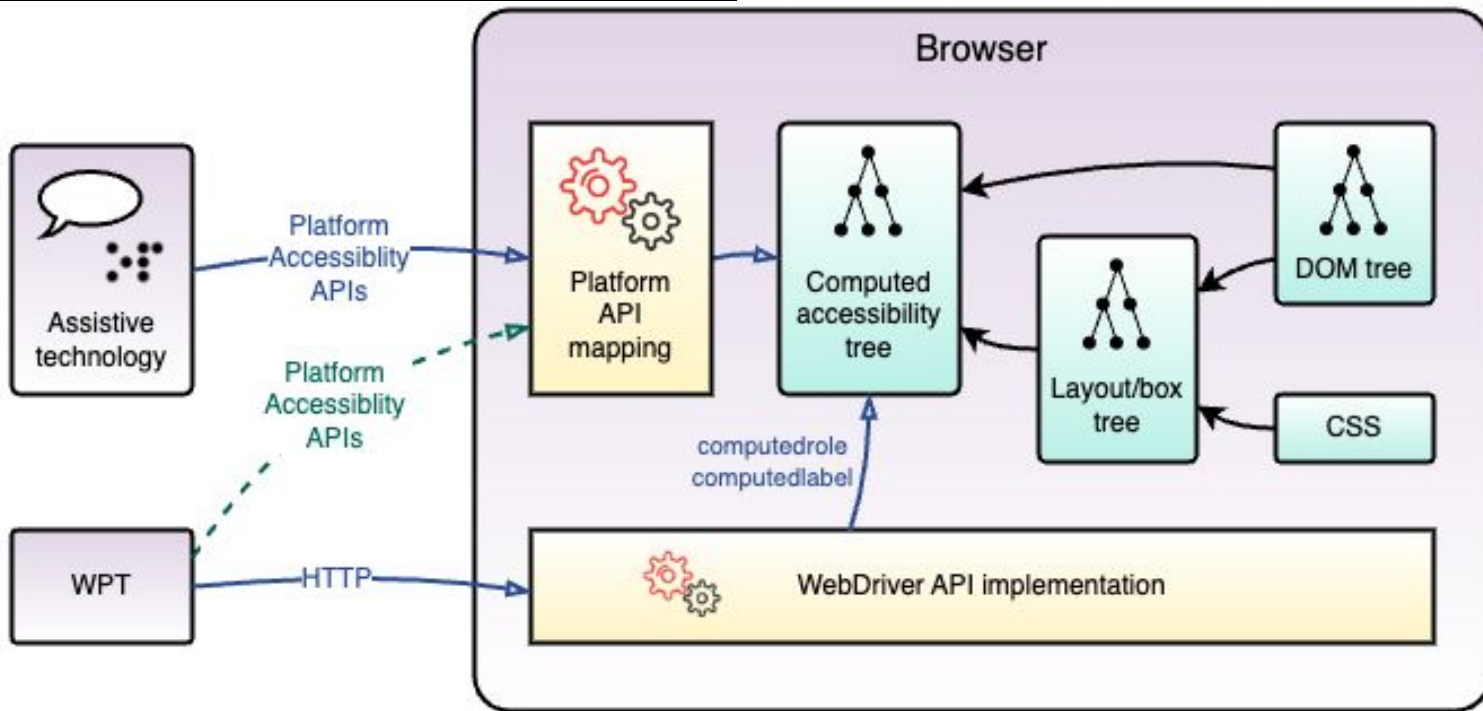 Browser
Assistive
technology
Platform
Accessiblity
APIs
Platform
Accessiblity
APIs
Platform
API
mapping
Computed
accessibility
tree
DOM tree
Layout/box
tree
CSS
computedrole
computedlabel
WPT
HTTP
WebDriver API implementation